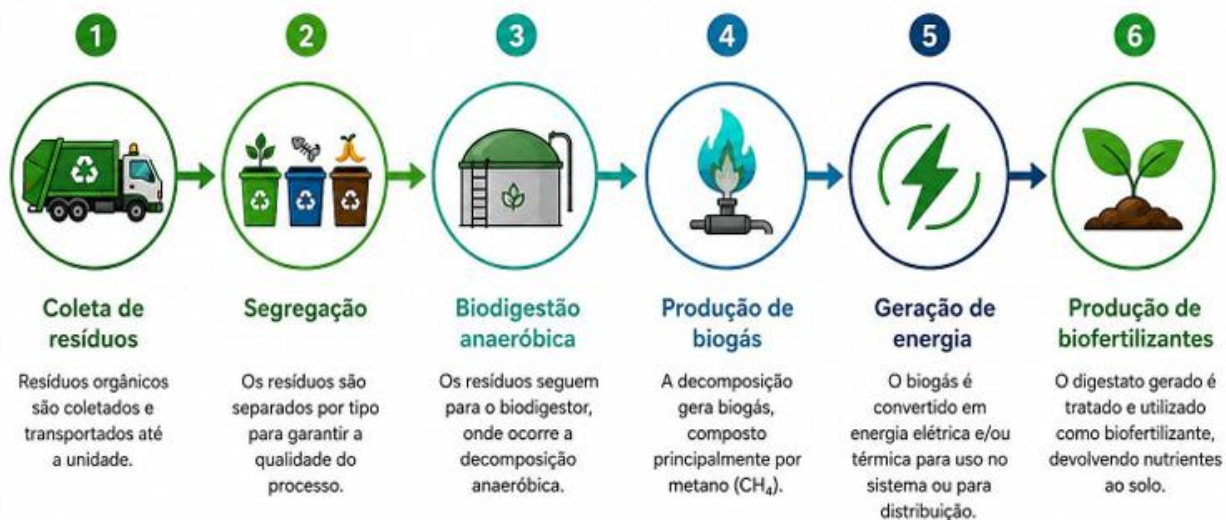 1
2
3
4
5
6
Coleta de
resíduos
Resíduos orgânicos
são coletados e
transportados até
a unidade.
Segregação
Os resíduos são
separados por tipo
para garantir a
qualidade do
processo.
Biodigestão
anaeróbica
Os resíduos seguem
para o biodigestor,
onde ocorre a
decomposição
anaeróbica.
Produção de
biogás
A decomposição
gera biogás,
composto
principalmente por
metano (CH₄).
Geração de
energia
O biogás é
convertido em
energia elétrica e/ou
térmica para uso no
sistema ou para
distribuição.
Produção de
biofertilizantes
O digestato gerado é
tratado e utilizado
como biofertilizante,
devolvendo nutrientes
ao solo.